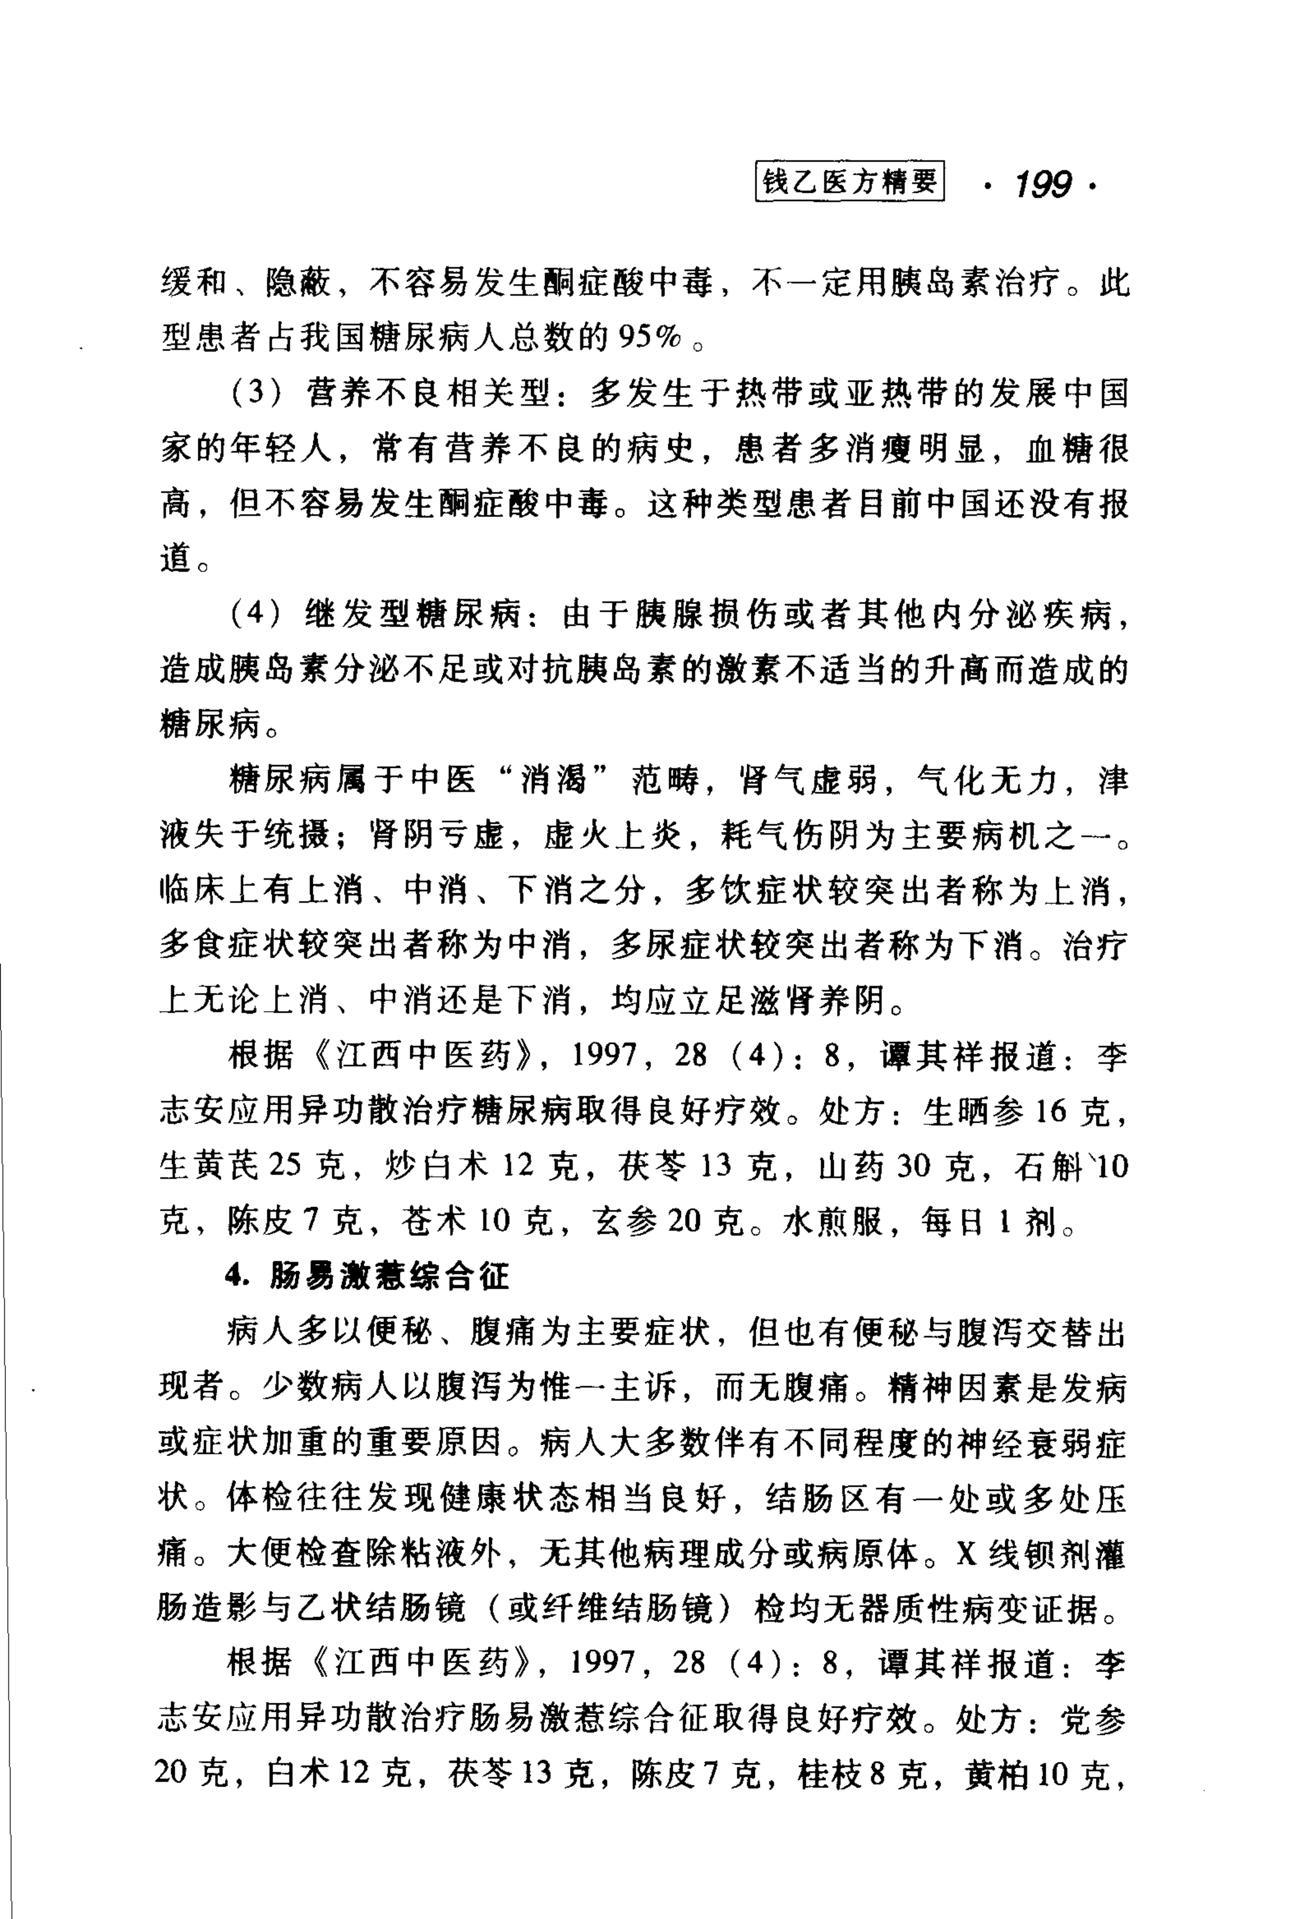 钱乙医方精要 · 199 ·
缓和、隐蔽，不容易发生酮症酸中毒，不一定用胰岛素治疗。此
型患者占我国糖尿病人总数的95%。
（3）营养不良相关型：多发生于热带或亚热带的发展中国
家的年轻人，常有营养不良的病史，患者多消瘦明显，血糖很
高，但不容易发生酮症酸中毒。这种类型患者目前中国还没有报
道。
（4）继发型糖尿病：由于胰腺损伤或者其他内分泌疾病，
造成胰岛素分泌不足或对抗胰岛素的激素不适当的升高而造成的
糖尿病。
糖尿病属于中医“消渴”范畴，肾气虚弱，气化无力，津
液失于统摄；肾阴亏虚，虚火上炎，耗气伤阴为主要病机之一。
临床上有上消、中消、下消之分，多饮症状较突出者称为上消，
多食症状较突出者称为中消，多尿症状较突出者称为下消。治疗
上无论上消、中消还是下消，均应立足滋肾养阴。
根据《江西中医药》，1997，28（4）：8，谭其祥报道：李
志安应用异功散治疗糖尿病取得良好疗效。处方：生晒参16克，
生黄芪25克，炒白术12克，茯苓13克，山药30克，石斛10
克，陈皮7克，苍术10克，玄参20克。水煎服，每日1剂。
4. 肠易激惹综合征
病人多以便秘、腹痛为主要症状，但也有便秘与腹泻交替出
现者。少数病人以腹泻为惟一主诉，而无腹痛。精神因素是发病
或症状加重的重要原因。病人大多数伴有不同程度的神经衰弱症
状。体检往往发现健康状态相当良好，结肠区有一处或多处压
痛。大便检查除粘液外，无其他病理成分或病原体。X线钡剂灌
肠造影与乙状结肠镜（或纤维结肠镜）检均无器质性病变证据。
根据《江西中医药》，1997，28（4）：8，谭其祥报道：李
志安应用异功散治疗肠易激惹综合征取得良好疗效。处方：党参
20克，白术12克，茯苓13克，陈皮7克，桂枝8克，黄柏10克，